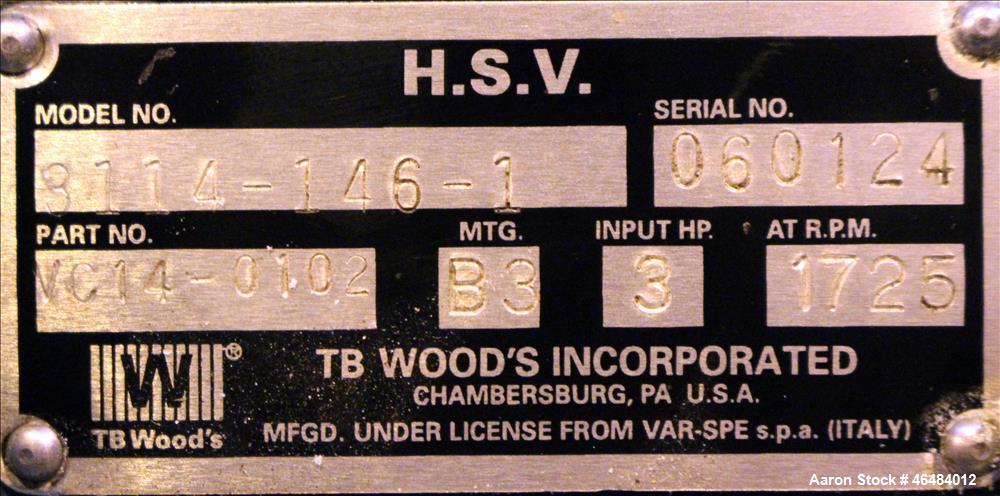 H.S.V.
MODEL NO. SERIAL NO.
3114-146-1 060124
PART NO. MTG. INPUT HP. AT R.P.M.
VC14-0102 B3 3 1725
W ®
TB Wood's
TB WOOD'S INCORPORATED
CHAMBERSBURG, PA U.S.A.
MFGD. UNDER LICENSE FROM VAR-SPE s.p.a. (ITALY)
Aaron Stock # 46484012